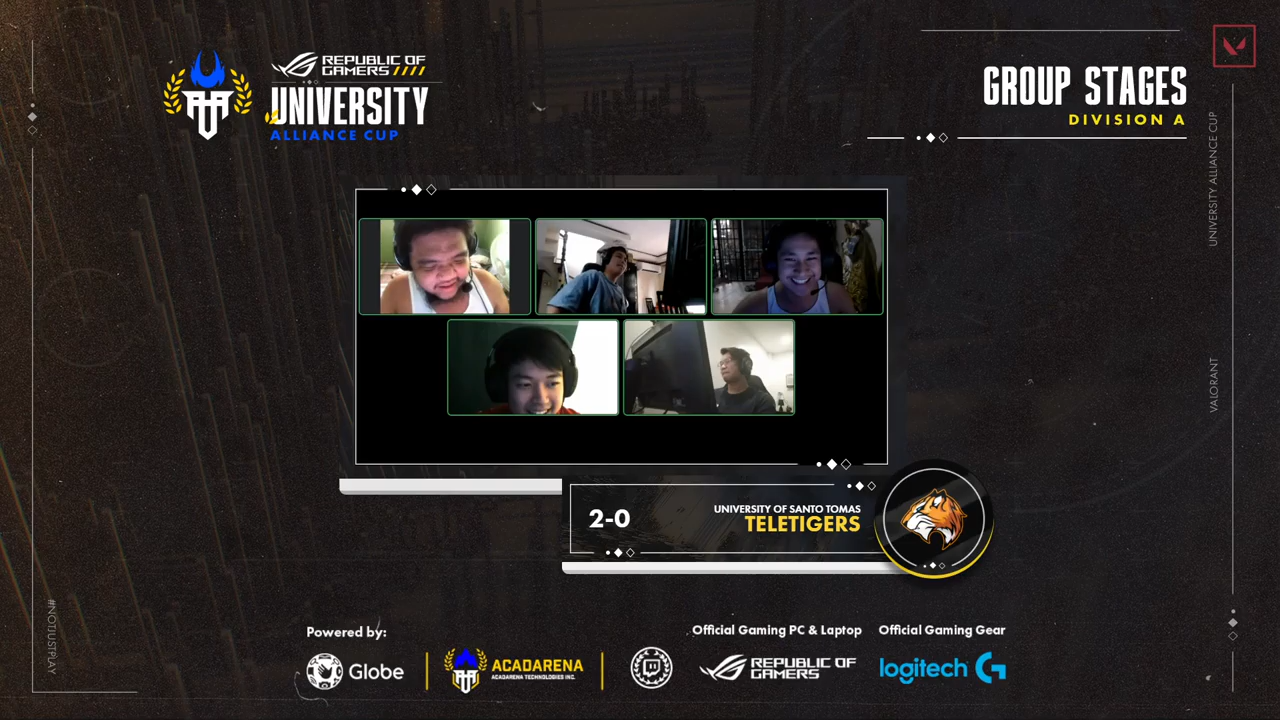 REPUBLIC OF
GAMERS
UNIVERSITY
ALLIANCE CUP
GROUP STAGES
DIVISION A
UNIVERSITY ALLIANCE CUP
VALORANT
2-0
UNIVERSITY OF SANTO TOMAS
TELETIGERS
#NOTJUSTPLAY
Powered by:
Official Gaming PC & Laptop
Official Gaming Gear
Globe
ACADARENA
ACADARENA TECHNOLOGIES INC.
REPUBLIC OF
GAMERS
logitech G